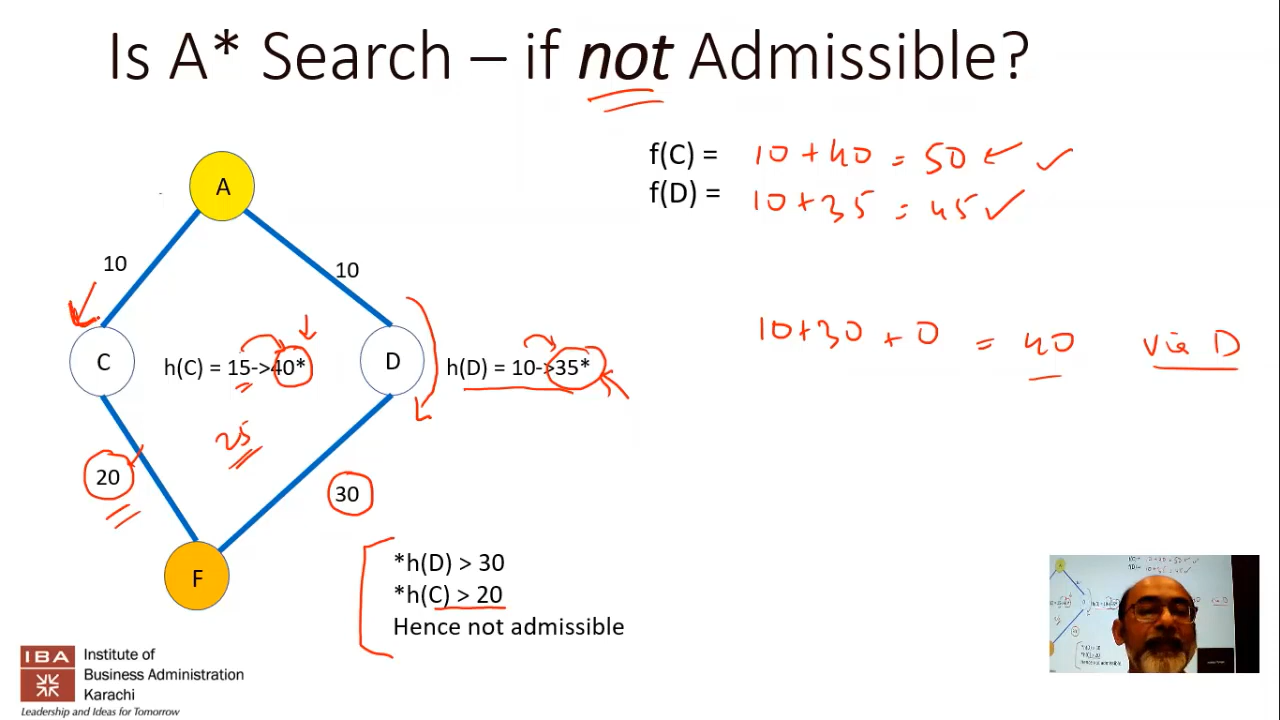 Is A* Search – if not Admissible?
f(C) = 10 + 40 = 50 ← ✓
f(D) = 10 + 35 = 45 ✓
A
10
10
10+30 + 0 = 40 via D
C
h(C) = 15->40*
D
h(D) = 10->35*
25
20
30
F
*h(D) > 30
*h(C) > 20
Hence not admissible
IBA
Institute of
Business Administration
Karachi
Leadership and Ideas for Tomorrow